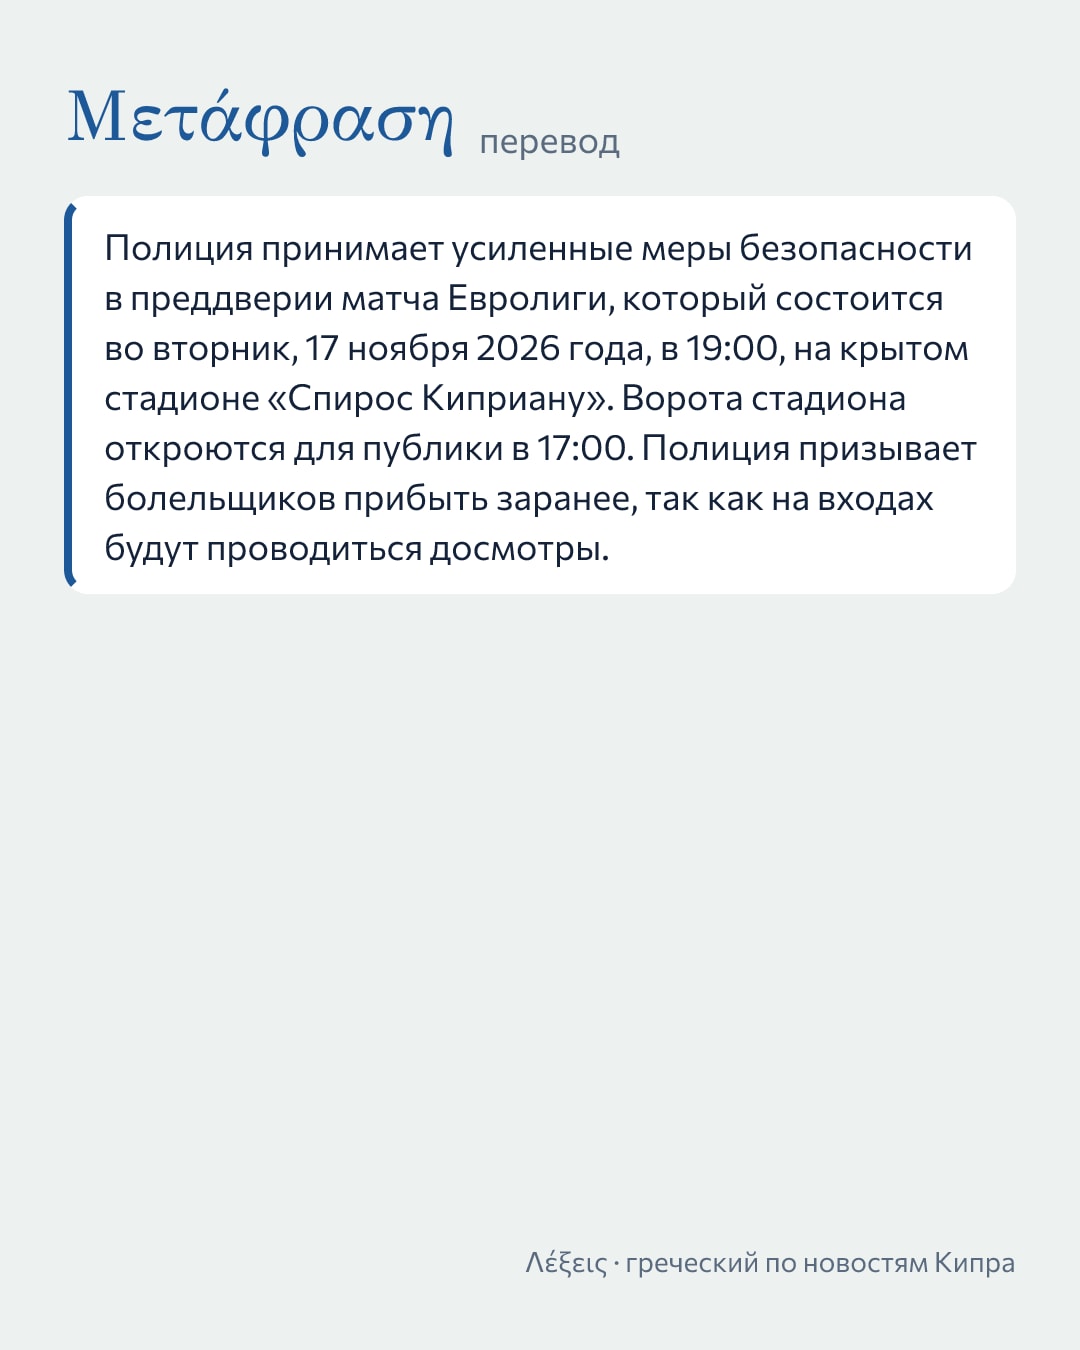 Μετάφραση перевод
Полиция принимает усиленные меры безопасности
в преддверии матча Евролиги, который состоится
во вторник, 17 ноября 2026 года, в 19:00, на крытом
стадионе «Спирос Киприану». Ворота стадиона
откроются для публики в 17:00. Полиция призывает
болельщиков прибыть заранее, так как на входах
будут проводиться досмотры.
Λέξεις · греческий по новостям Кипра